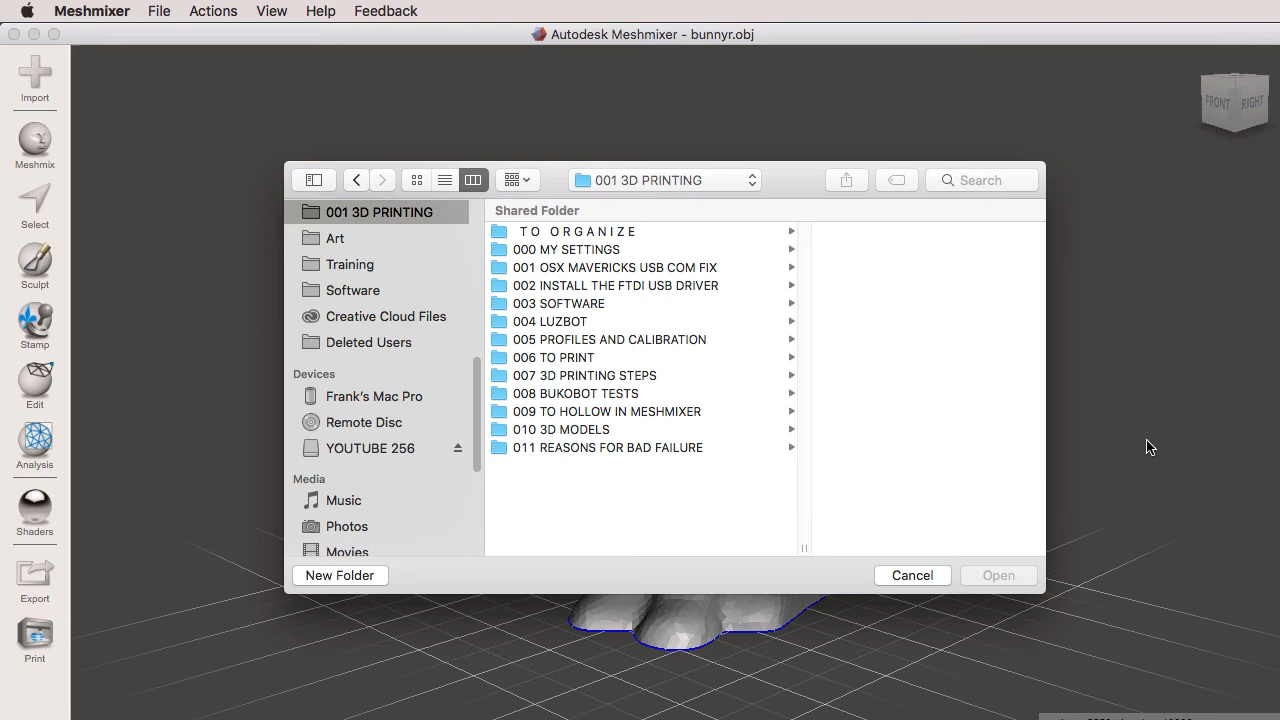 Meshmixer File Actions View Help Feedback
Autodesk Meshmixer - bunnyr.obj
Import
Meshmix
Select
Sculpt
Stamp
Edit
Analysis
Shaders
Export
Print
FRONT RIGHT
001 3D PRINTING
Search
001 3D PRINTING
Art
Training
Software
Creative Cloud Files
Deleted Users
Devices
Frank's Mac Pro
Remote Disc
YOUTUBE 256
Media
Music
Photos
Movies
Shared Folder
T O O R G A N I Z E
000 MY SETTINGS
001 OSX MAVERICKS USB COM FIX
002 INSTALL THE FTDI USB DRIVER
003 SOFTWARE
004 LUZBOT
005 PROFILES AND CALIBRATION
006 TO PRINT
007 3D PRINTING STEPS
008 BUKOBOT TESTS
009 TO HOLLOW IN MESHMIXER
010 3D MODELS
011 REASONS FOR BAD FAILURE
New Folder
Cancel
Open